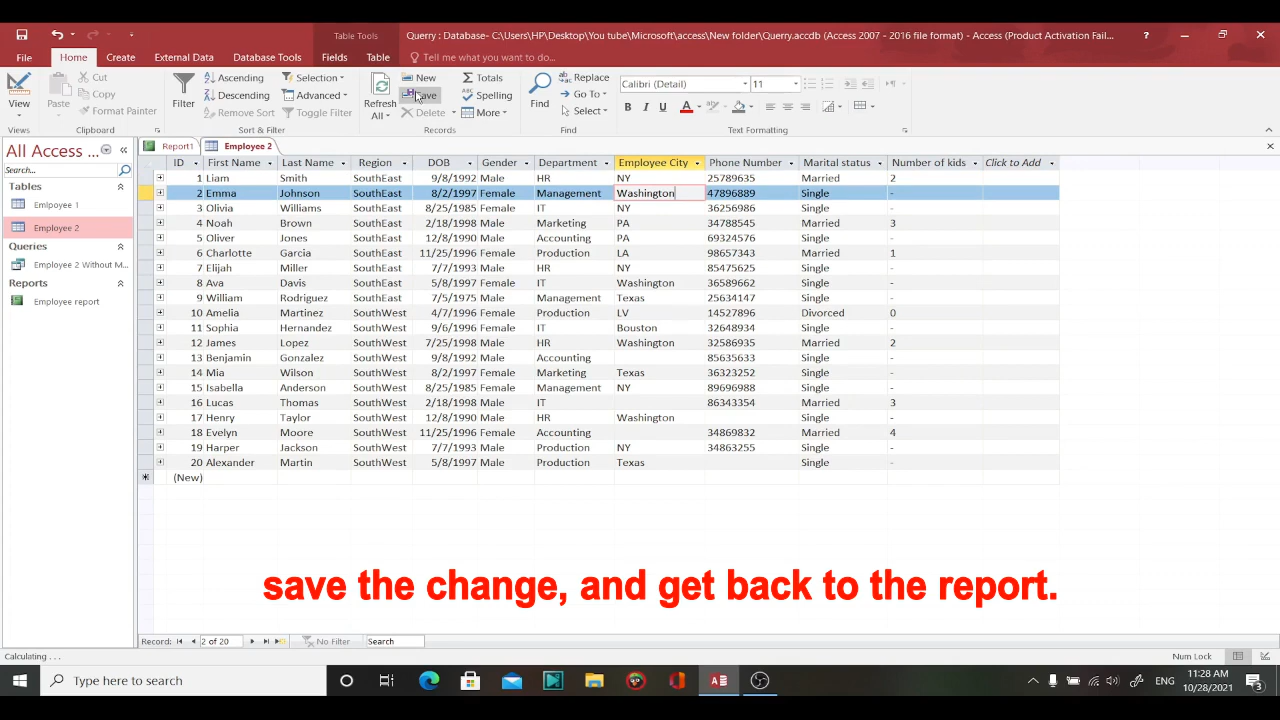 Table Tools
Querry : Database- C:\Users\HP\Desktop\You tube\Microsoft\access\New folder\Querry.accdb (Access 2007 - 2016 file format) - Access (Product Activation Fail...
File Home Create External Data Database Tools Fields Table Tell me what you want to do...
View
Views
Paste
Cut
Copy
Format Painter
Clipboard
Filter
Ascending
Descending
Remove Sort
Selection
Advanced
Toggle Filter
Sort & Filter
Refresh
All
New
Save
Delete
Totals
Spelling
More
Records
Find
Replace
Go To
Select
Find
Calibri (Detail) 11
B I U A
Text Formatting
All Access ...
Search...
Tables
Employee 1
Employee 2
Queries
Employee 2 Without M...
Reports
Employee report
Report1 Employee 2
ID First Name Last Name Region DOB Gender Department Employee City Phone Number Marital status Number of kids Click to Add
1 Liam Smith SouthEast 9/8/1992 Male HR NY 25789635 Married 2
2 Emma Johnson SouthEast 8/2/1997 Female Management Washington 47896889 Single -
3 Olivia Williams SouthEast 8/25/1985 Female IT NY 36256986 Single -
4 Noah Brown SouthEast 2/18/1998 Male Marketing PA 34788545 Married 3
5 Oliver Jones SouthEast 12/8/1990 Male Accounting PA 69324576 Single -
6 Charlotte Garcia SouthEast 11/25/1996 Female Production LA 98657343 Married 1
7 Elijah Miller SouthEast 7/7/1993 Male HR NY 85475625 Single -
8 Ava Davis SouthEast 5/8/1997 Female IT Washington 36589662 Single -
9 William Rodriguez SouthEast 7/5/1975 Male Management Texas 25634147 Single -
10 Amelia Martinez SouthWest 4/7/1996 Female Production LV 14527896 Divorced 0
11 Sophia Hernandez SouthWest 9/6/1996 Female IT Bouston 32648934 Single -
12 James Lopez SouthWest 7/25/1998 Male HR Washington 32586935 Married 2
13 Benjamin Gonzalez SouthWest 9/8/1992 Male Accounting 85635633 Single -
14 Mia Wilson SouthWest 8/2/1997 Female Marketing Texas 36323252 Single -
15 Isabella Anderson SouthWest 8/25/1985 Female Management NY 89696988 Single -
16 Lucas Thomas SouthWest 2/18/1998 Male IT 86343354 Married 3
17 Henry Taylor SouthWest 12/8/1990 Male HR Washington Single -
18 Evelyn Moore SouthWest 11/25/1996 Female Accounting 34869832 Married 4
19 Harper Jackson SouthWest 7/7/1993 Male Production NY 34863255 Single -
20 Alexander Martin SouthWest 5/8/1997 Male Production Texas Single -
(New)
save the change, and get back to the report.
Record: 2 of 20 No Filter Search
Calculating . . . Num Lock
Type here to search
ENG
11:28 AM
10/28/2021
3